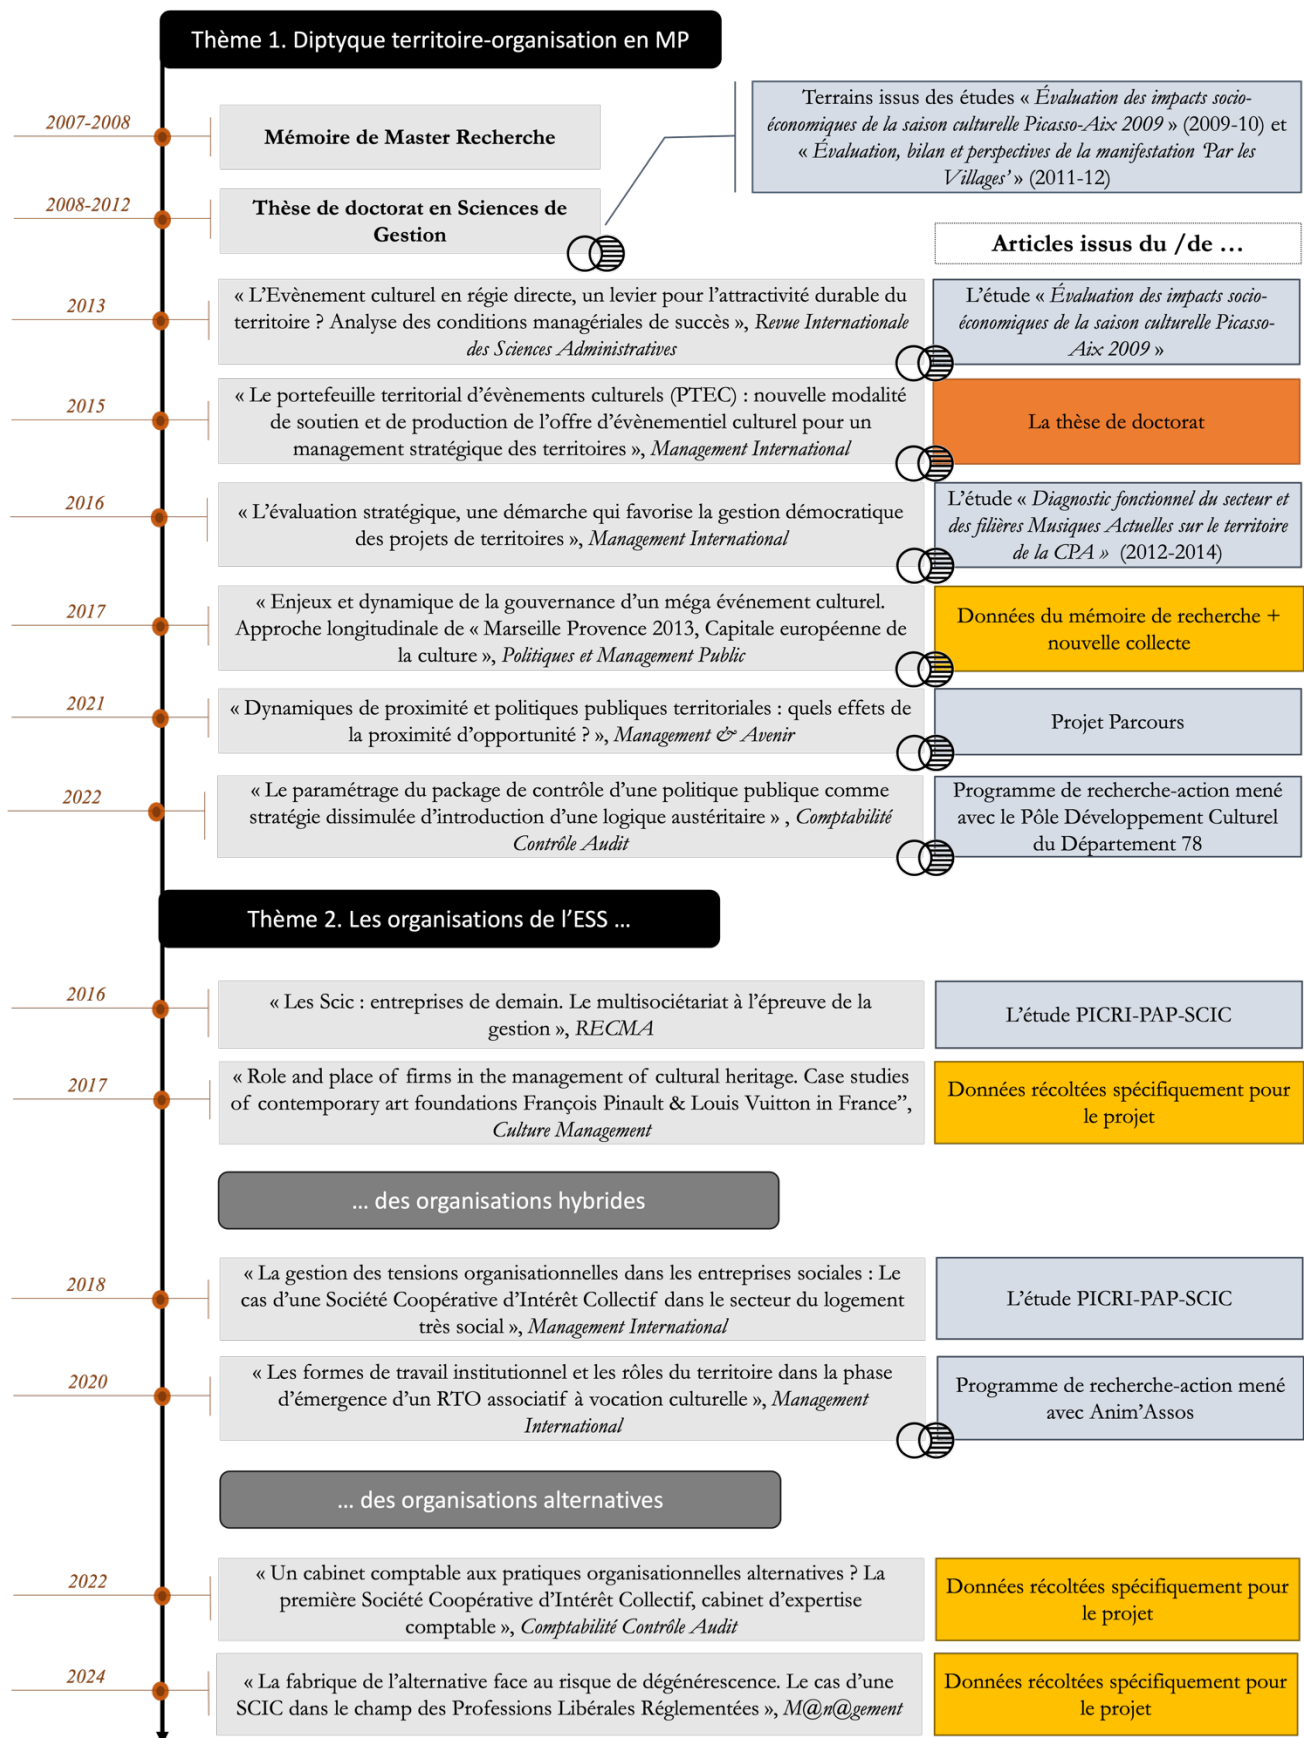 Thème 1. Diptyque territoire-organisation en MP
2007-2008
Mémoire de Master Recherche
Terrains issus des études « Évaluation des impacts socio-
économiques de la saison culturelle Picasso-Aix 2009 » (2009-10) et
« Évaluation, bilan et perspectives de la manifestation ‘Par les
Villages’ » (2011-12)
2008-2012
Thèse de doctorat en Sciences de
Gestion
Articles issus du /de …
2013
« L’Evènement culturel en régie directe, un levier pour l’attractivité durable du
territoire ? Analyse des conditions managériales de succès », Revue Internationale
des Sciences Administratives
L’étude « Évaluation des impacts socio-
économiques de la saison culturelle Picasso-
Aix 2009 »
2015
« Le portefeuille territorial d’évènements culturels (PTEC) : nouvelle modalité
de soutien et de production de l’offre d’évènementiel culturel pour un
management stratégique des territoires », Management International
La thèse de doctorat
2016
« L’évaluation stratégique, une démarche qui favorise la gestion démocratique
des projets de territoires », Management International
L’étude « Diagnostic fonctionnel du secteur et
des filières Musiques Actuelles sur le territoire
de la CPA » (2012-2014)
2017
« Enjeux et dynamique de la gouvernance d’un méga événement culturel.
Approche longitudinale de « Marseille Provence 2013, Capitale européenne de
la culture », Politiques et Management Public
Données du mémoire de recherche +
nouvelle collecte
2021
« Dynamiques de proximité et politiques publiques territoriales : quels effets de
la proximité d’opportunité ? », Management & Avenir
Projet Parcours
2022
« Le paramétrage du package de contrôle d’une politique publique comme
stratégie dissimulée d’introduction d’une logique austéritaire » , Comptabilité
Contrôle Audit
Programme de recherche-action mené
avec le Pôle Développement Culturel
du Département 78
Thème 2. Les organisations de l’ESS …
2016
« Les Scic : entreprises de demain. Le multisociétariat à l’épreuve de la
gestion », RECMA
L’étude PICRI-PAP-SCIC
2017
« Role and place of firms in the management of cultural heritage. Case studies
of contemporary art foundations François Pinault & Louis Vuitton in France”,
Culture Management
Données récoltées spécifiquement pour
le projet
… des organisations hybrides
2018
« La gestion des tensions organisationnelles dans les entreprises sociales : Le
cas d’une Société Coopérative d’Intérêt Collectif dans le secteur du logement
très social », Management International
L’étude PICRI-PAP-SCIC
2020
« Les formes de travail institutionnel et les rôles du territoire dans la phase
d’émergence d’un RTO associatif à vocation culturelle », Management
International
Programme de recherche-action mené
avec Anim’Assos
… des organisations alternatives
2022
« Un cabinet comptable aux pratiques organisationnelles alternatives ? La
première Société Coopérative d’Intérêt Collectif, cabinet d’expertise
comptable », Comptabilité Contrôle Audit
Données récoltées spécifiquement pour
le projet
2024
« La fabrique de l’alternative face au risque de dégénérescence. Le cas d’une
SCIC dans le champ des Professions Libérales Réglementées », M@n@gement
Données récoltées spécifiquement pour
le projet